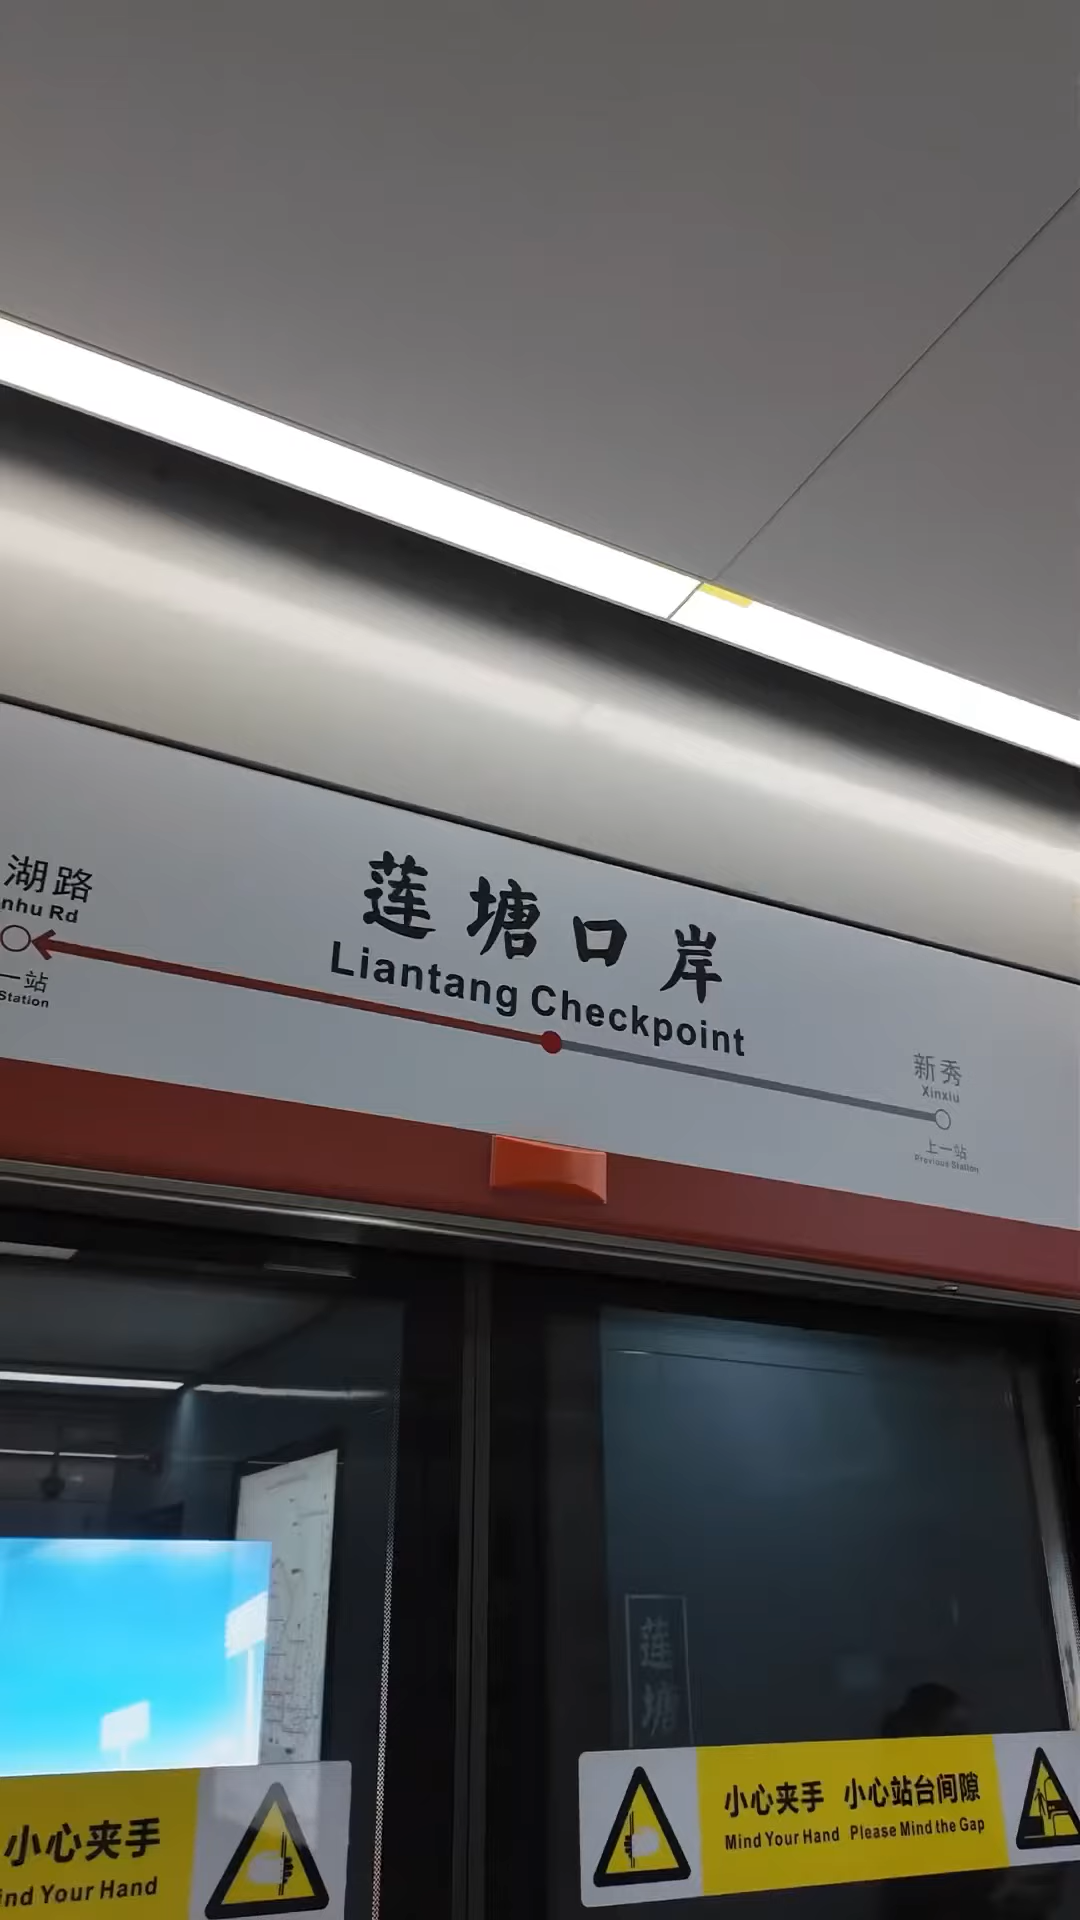 湖路
nhu Rd
一站
Station
莲塘口岸
Liantang Checkpoint
新秀
Xinxiu
上一站
Previous Station
莲塘
小心夹手
ind Your Hand
小心夹手 小心站台间隙
Mind Your Hand Please Mind the Gap